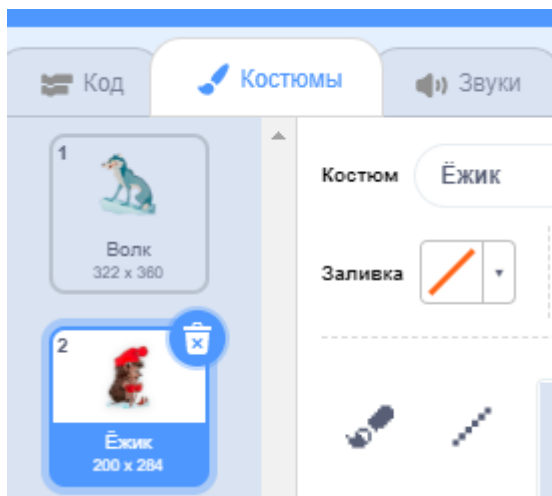 Код
Костюмы
Звуки
1
Волк
322 x 360
2
Ёжик
200 x 284
Костюм
Ёжик
Заливка